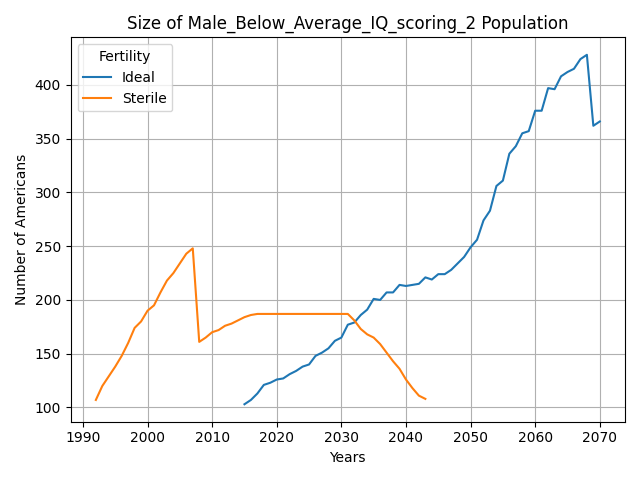 Size of Male_Below_Average_IQ_scoring_2 Population
Fertility
Ideal
Sterile
Number of Americans
400
350
300
250
200
150
100
1990 2000 2010 2020 2030 2040 2050 2060 2070
Years